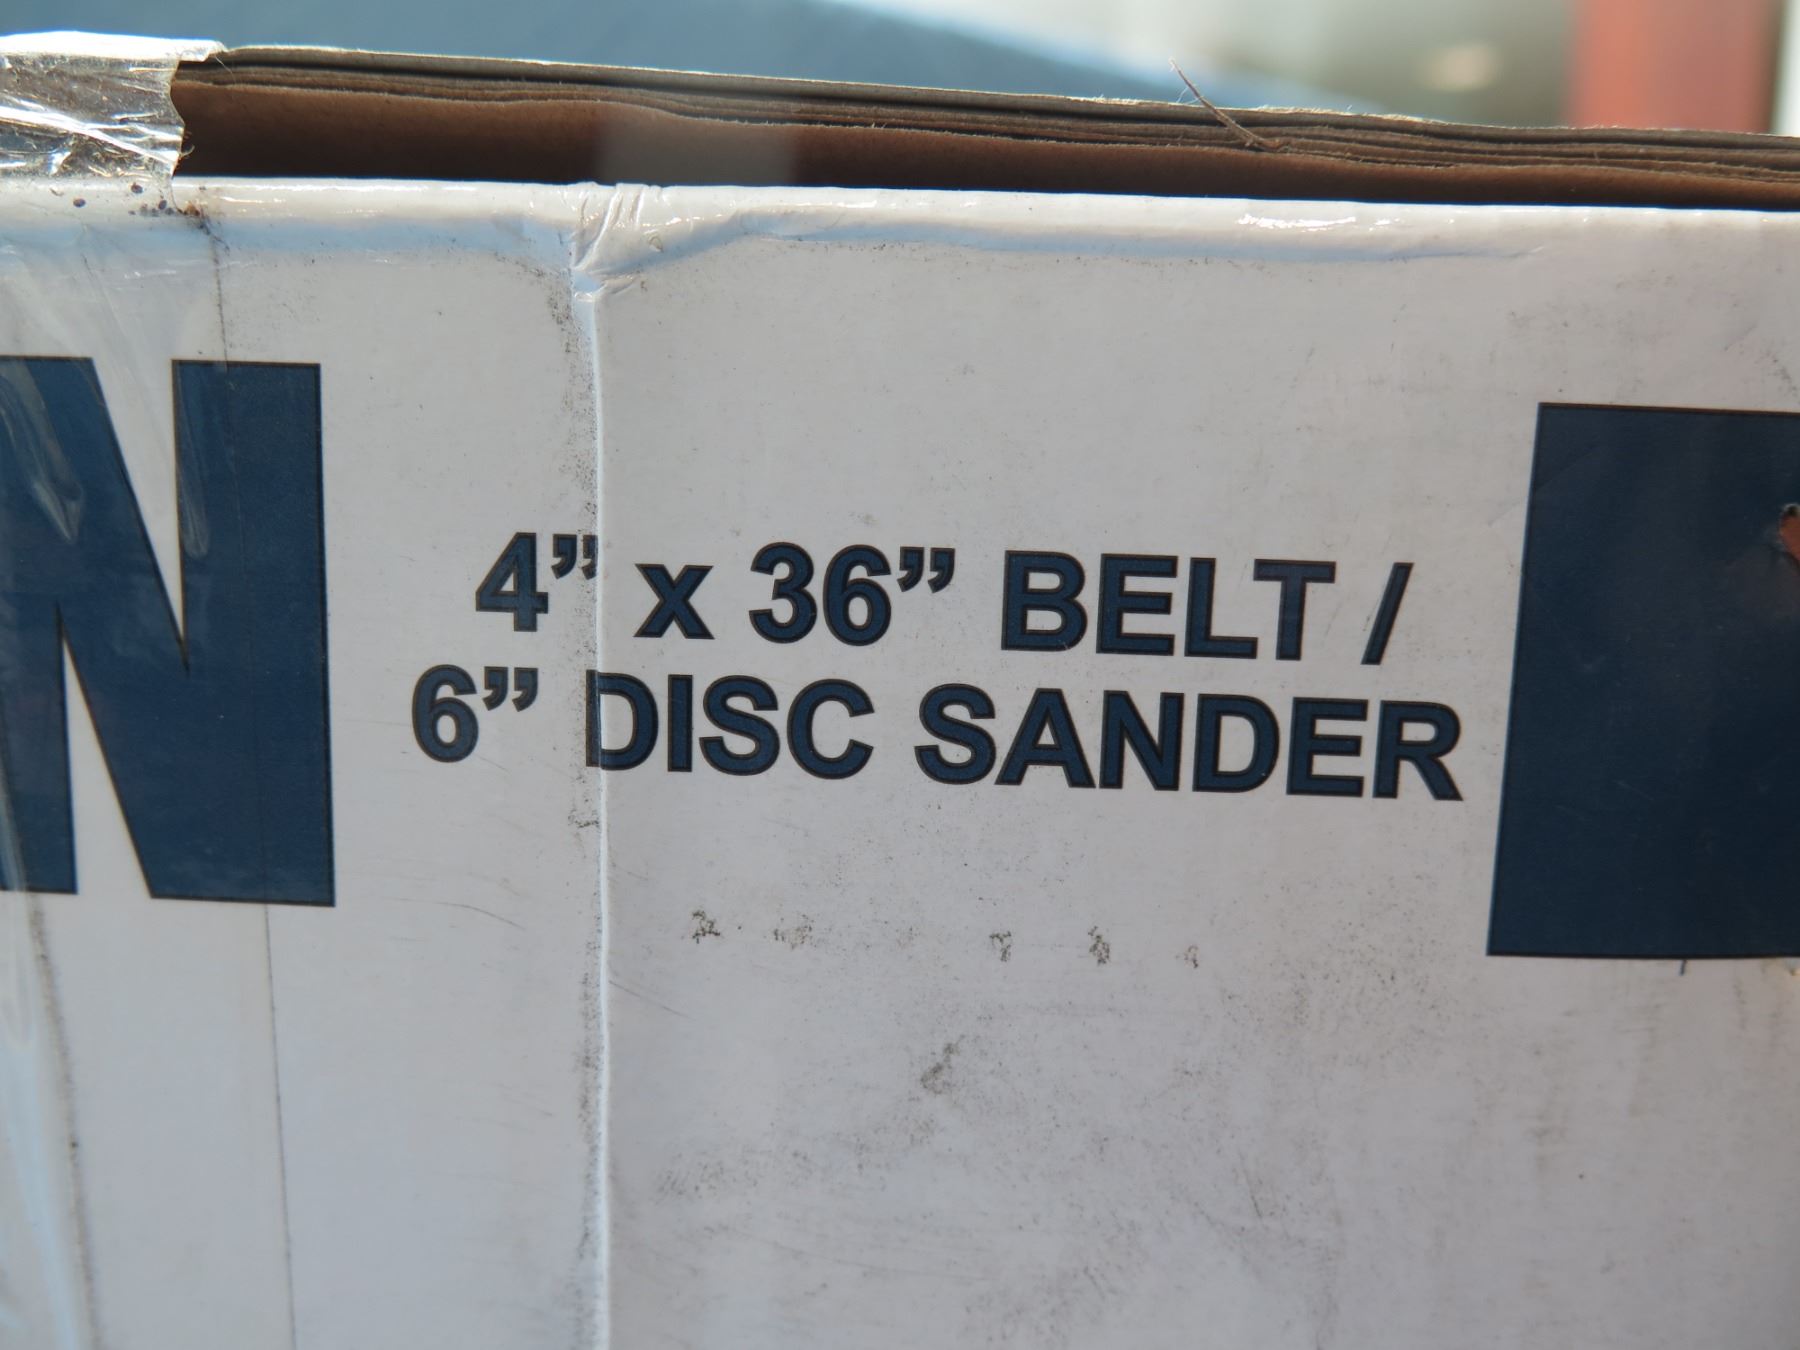 N
4” x 36” BELT /
6” DISC SANDER